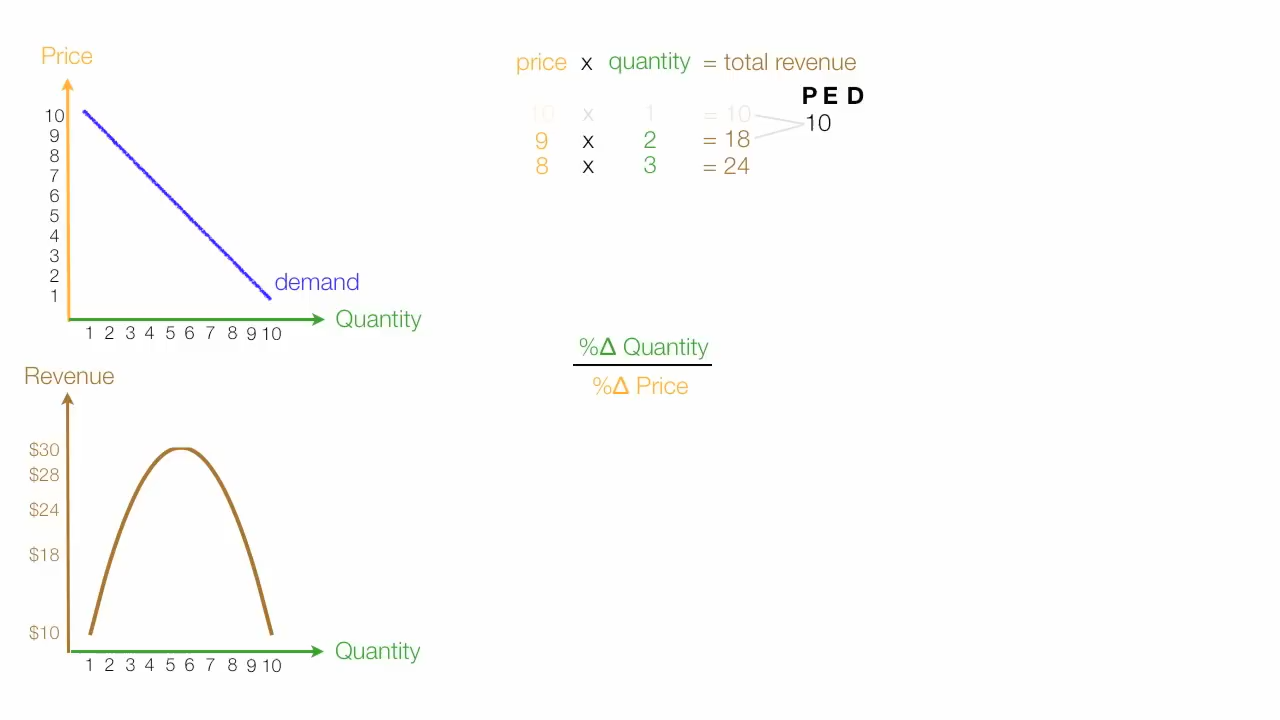 Price
10
9
8
7
6
5
4
3
2
1
demand
Quantity
1 2 3 4 5 6 7 8 9 10
Revenue
$30
$28
$24
$18
$10
Quantity
1 2 3 4 5 6 7 8 9 10
price x quantity = total revenue
PED
10 x 1 = 10
10
9 x 2 = 18
8 x 3 = 24
%Δ Quantity
%Δ Price